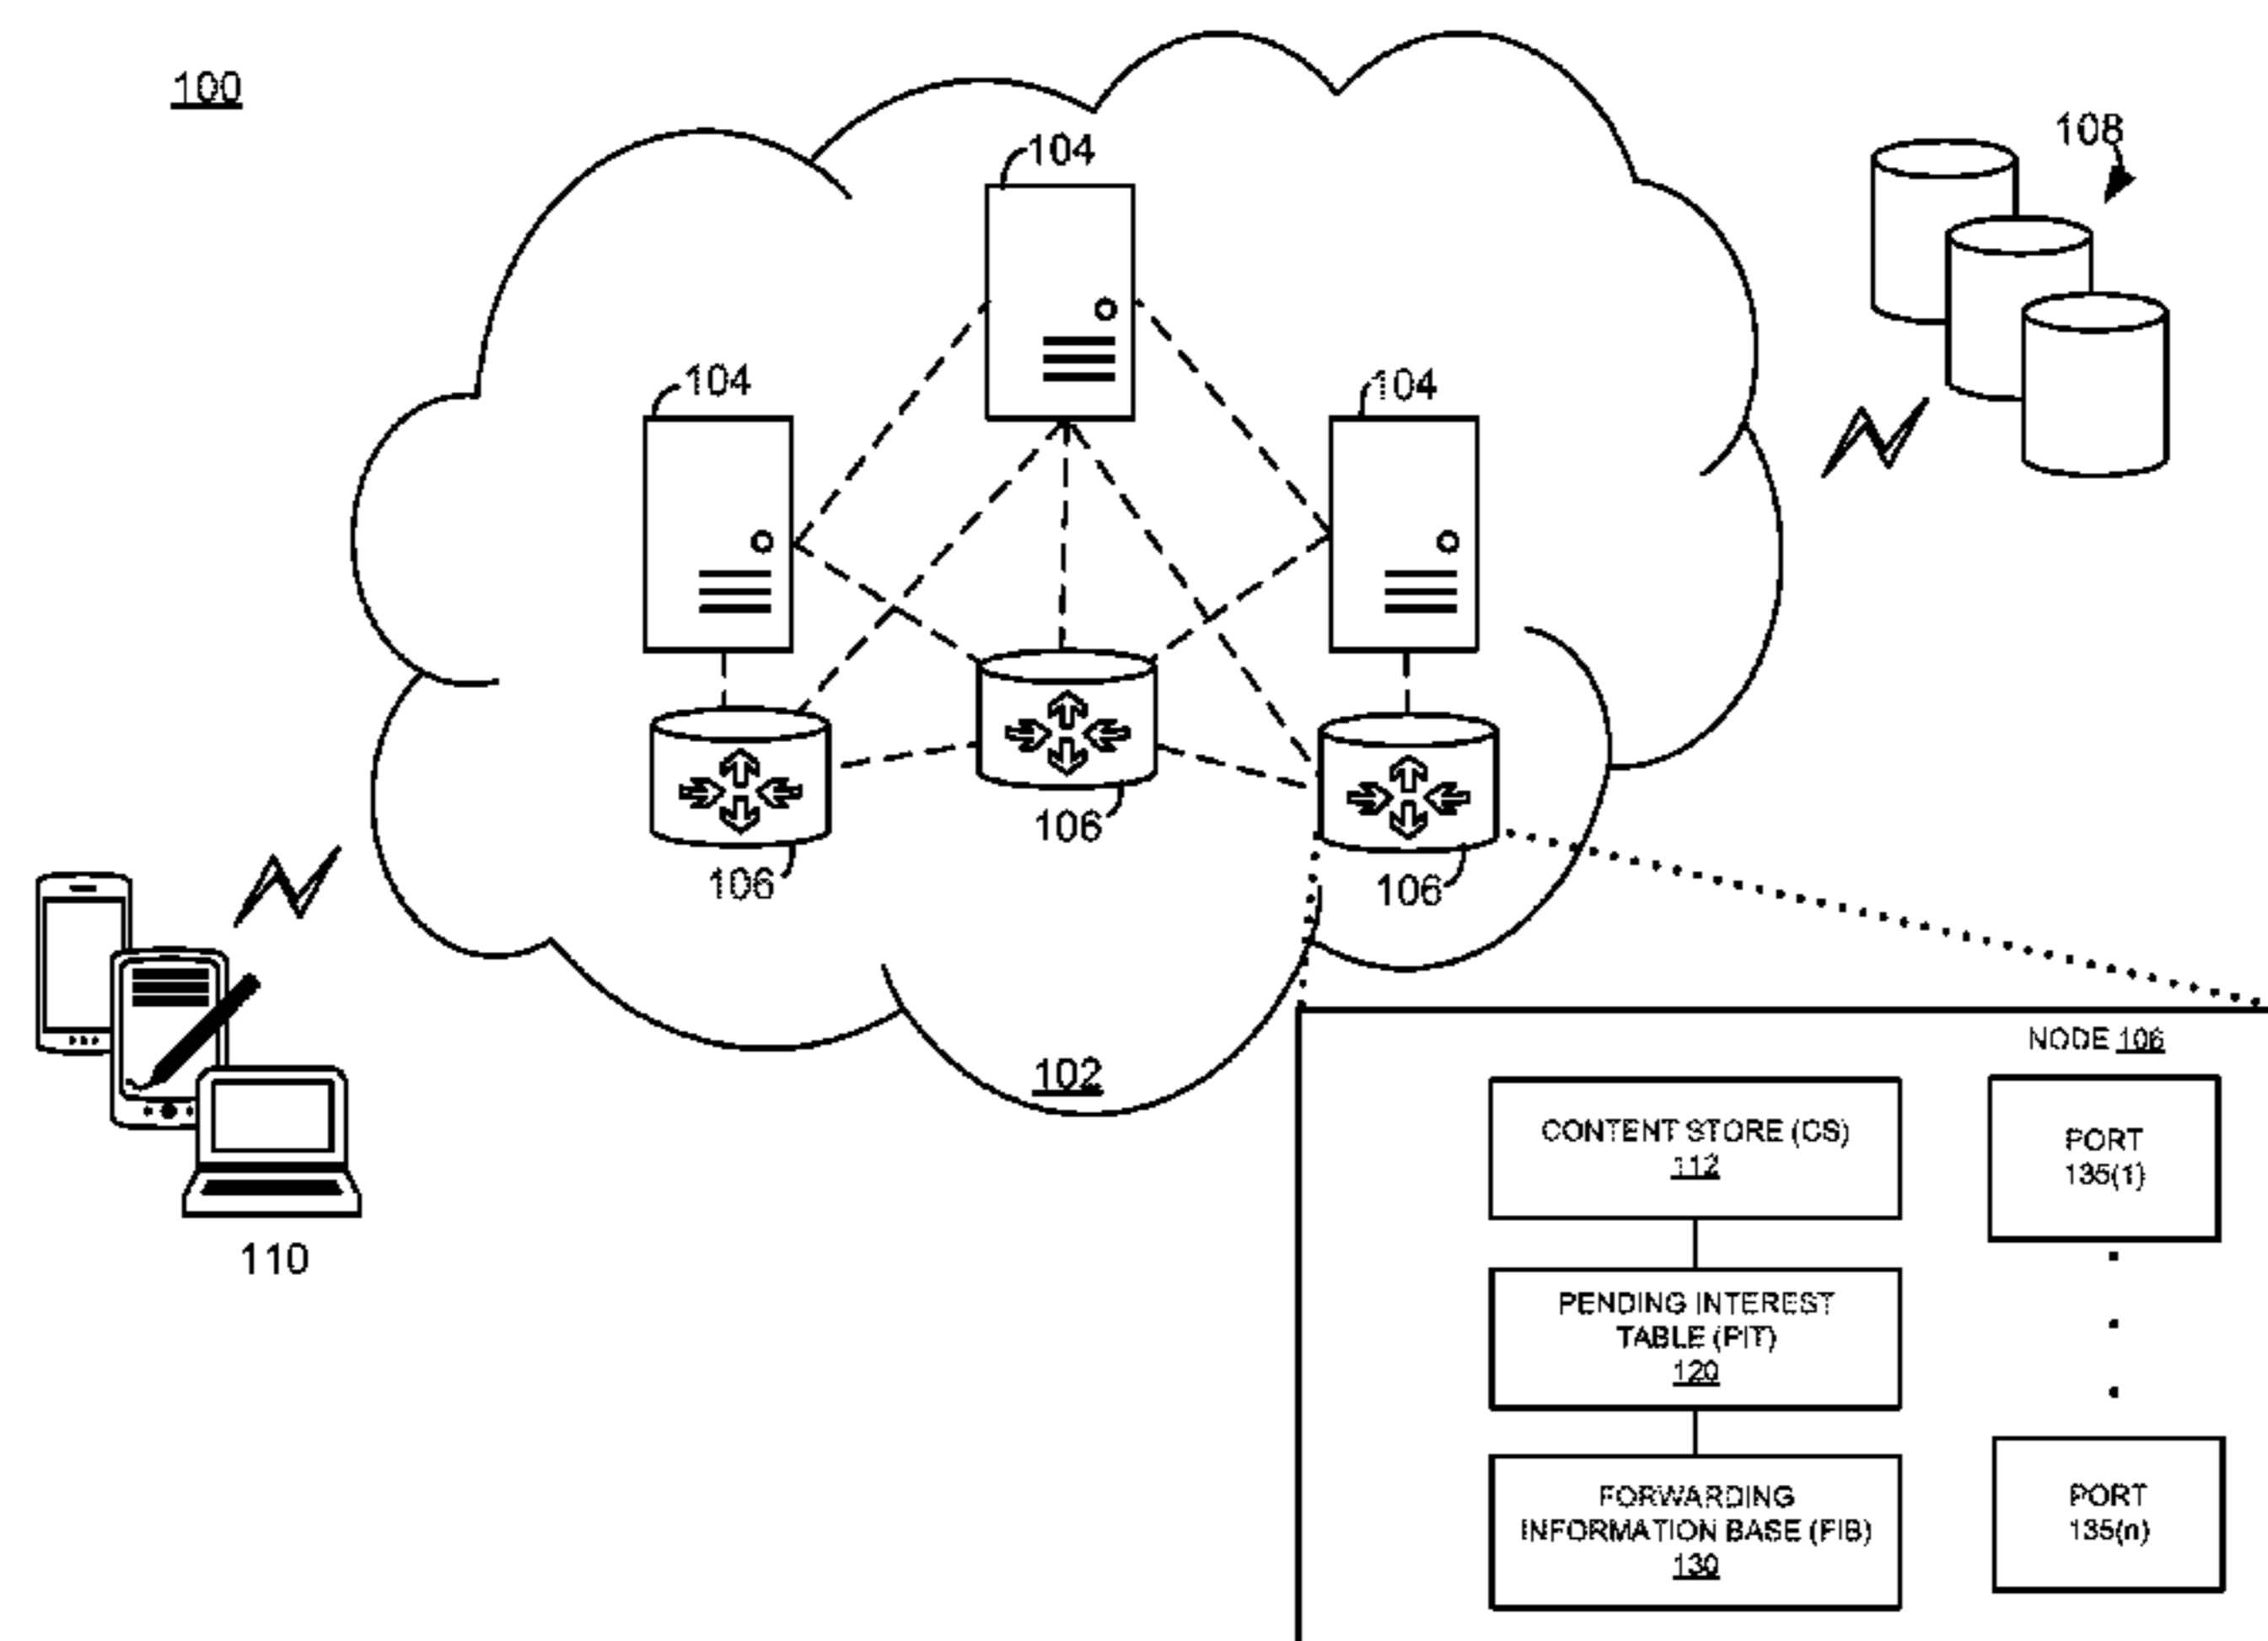 100
104
108
104
104
106
106
106
102
110
NODE 106
CONTENT STORE (CS)
112
PORT
135(1)
PENDING INTEREST
TABLE (PIT)
120
FORWARDING
INFORMATION BASE (FIB)
130
PORT
135(n)